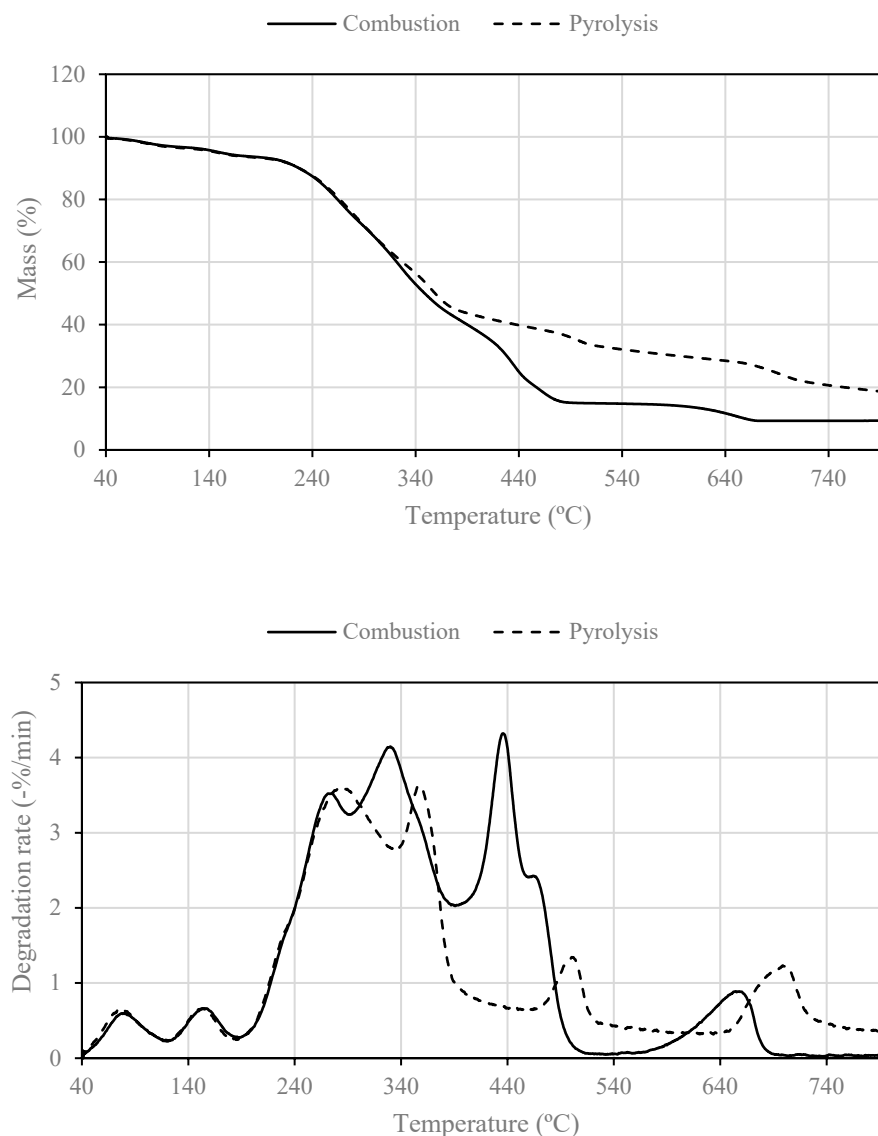 Combustion Pyrolysis
120
100
80
60
40
20
0
Mass (%)
40 140 240 340 440 540 640 740
Temperature (ºC)
Combustion Pyrolysis
5
4
3
2
1
0
Degradation rate (-%/min)
40 140 240 340 440 540 640 740
Temperature (ºC)